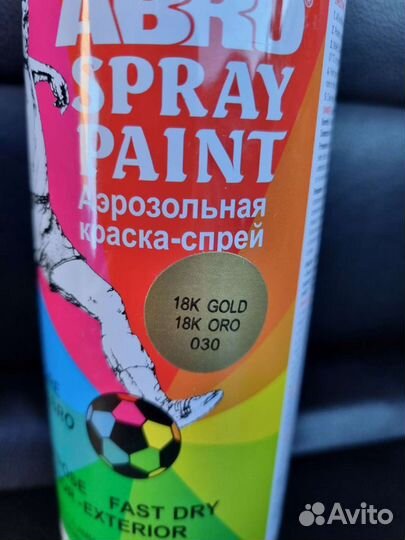 ABRO
SPRAY
PAINT
Аэрозольная
краска-спрей
18K GOLD
18K ORO
030
FAST DRY
-EXTERIOR
Avito